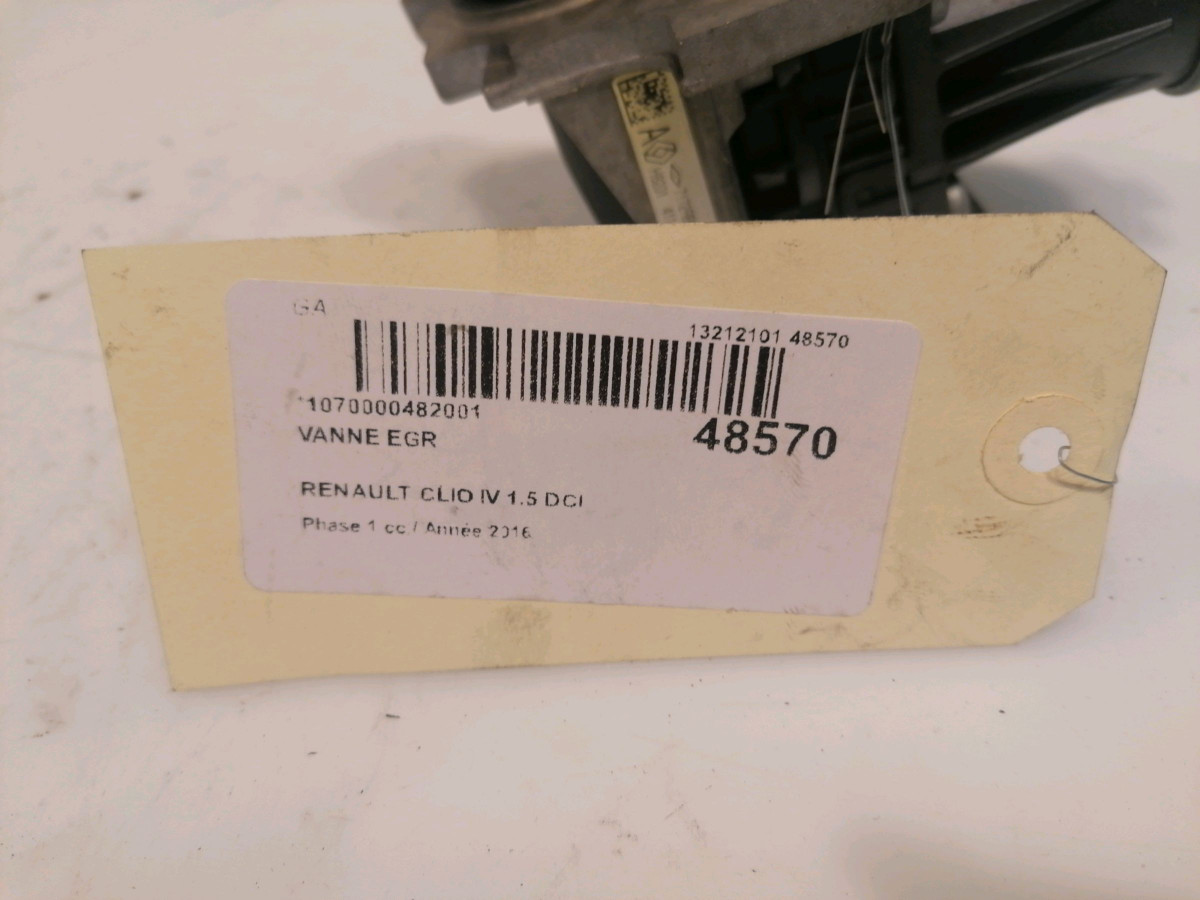 GA
13212101 48570
*1070000482001
48570
VANNE EGR
RENAULT CLIO IV 1.5 DCI
Phase 1 cc / Année 2016
A